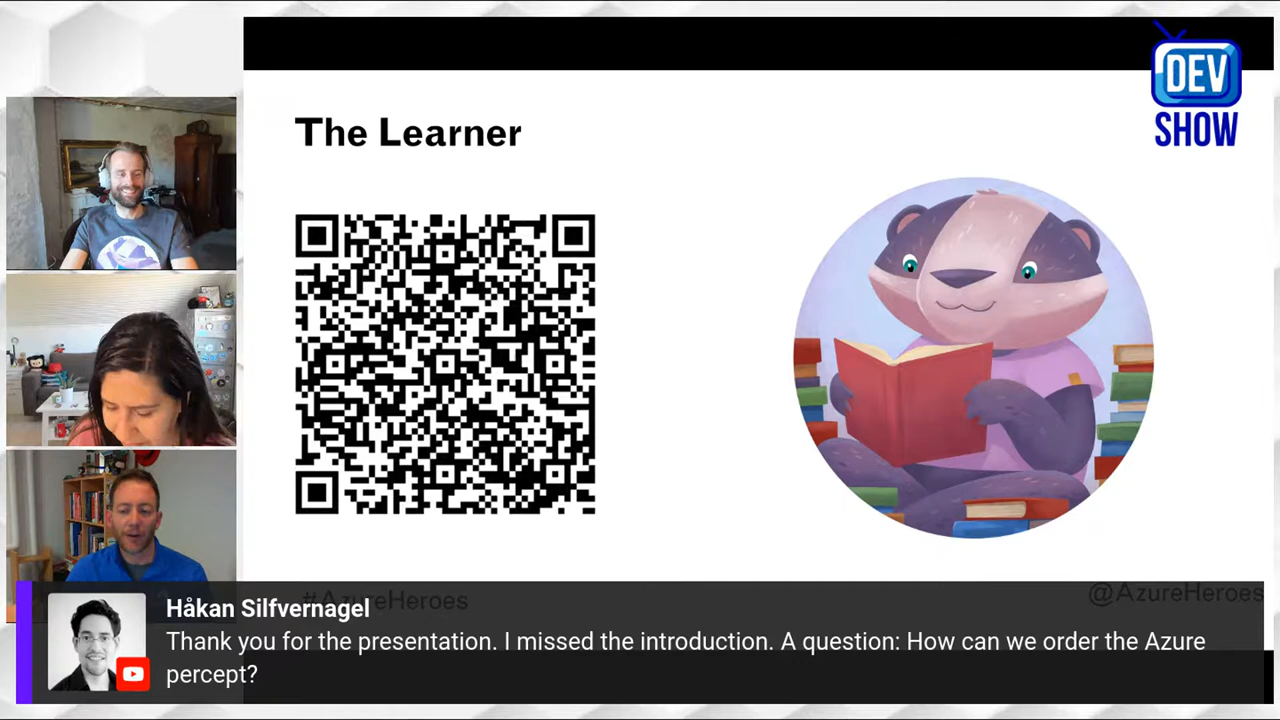 DEV
SHOW
The Learner
#AzureHeroes
@AzureHeroes
Håkan Silfvernagel
Thank you for the presentation. I missed the introduction. A question: How can we order the Azure
percept?